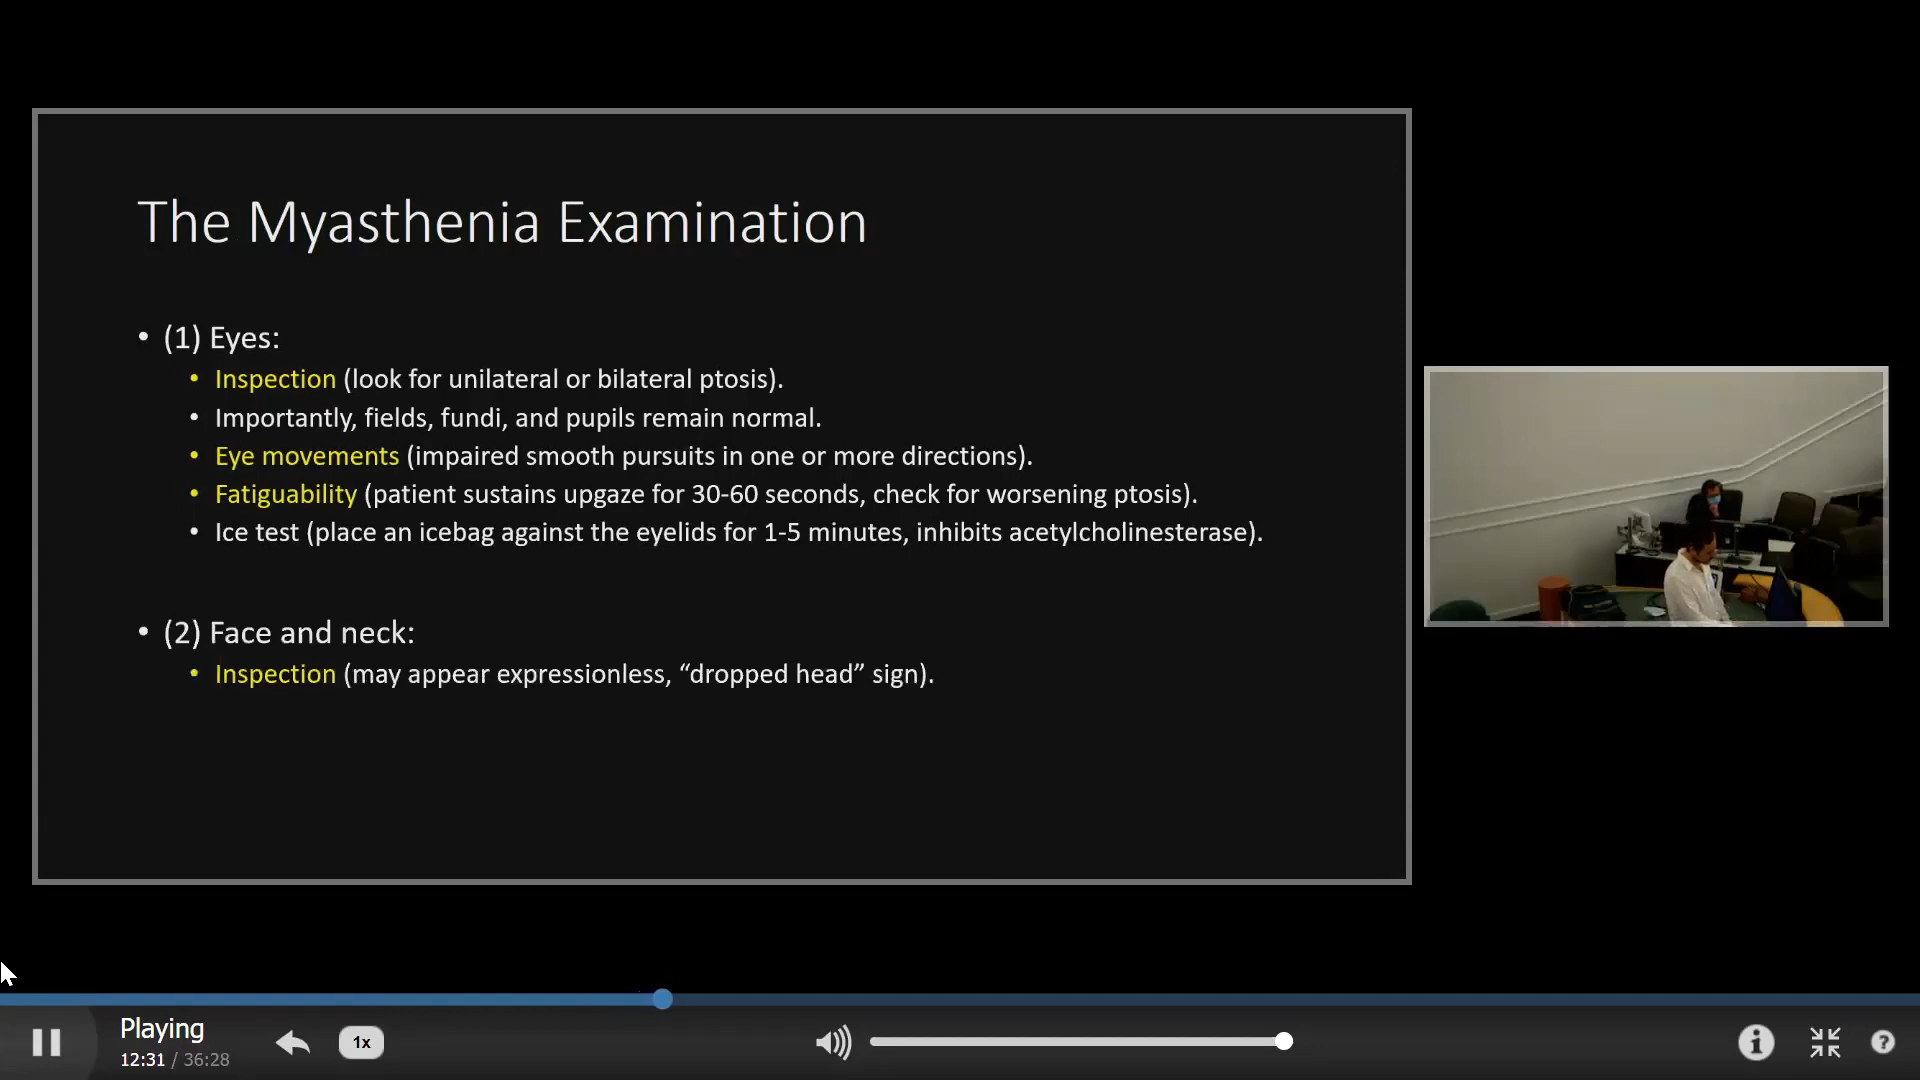 The Myasthenia Examination
• (1) Eyes:
• Inspection (look for unilateral or bilateral ptosis).
• Importantly, fields, fundi, and pupils remain normal.
• Eye movements (impaired smooth pursuits in one or more directions).
• Fatiguability (patient sustains upgaze for 30-60 seconds, check for worsening ptosis).
• Ice test (place an icebag against the eyelids for 1-5 minutes, inhibits acetylcholinesterase).
• (2) Face and neck:
• Inspection (may appear expressionless, “dropped head” sign).
Playing
12:31 / 36:28
1x
i
?